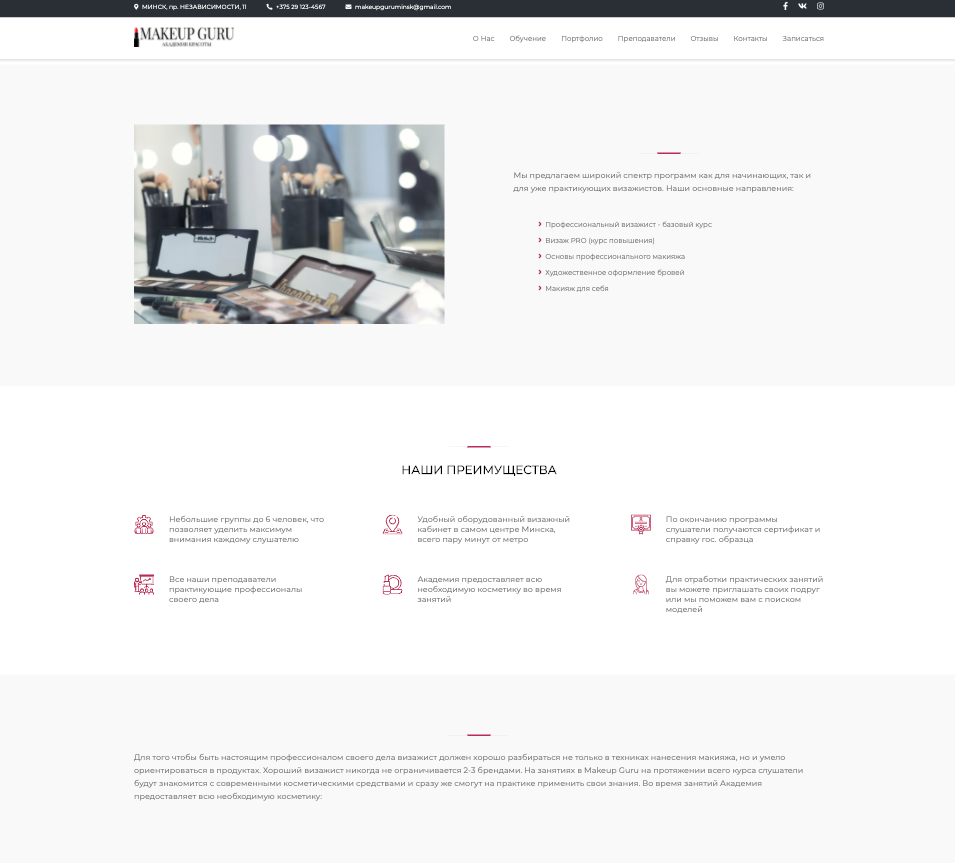 МИНСК, пр. НЕЗАВИСИМОСТИ, 11
+375 29 123-4567
makeupguruminsk@gmail.com
MAKEUP GURU
АКАДЕМИЯ КРАСОТЫ
О Нас
Обучение
Портфолио
Преподаватели
Отзывы
Контакты
Записаться
Мы предлагаем широкий спектр программ как для начинающих, так и
для уже практикующих визажистов. Наши основные направления:
Профессиональный визажист - базовый курс
Визаж PRO (курс повышения)
Основы профессионального макияжа
Художественное оформление бровей
Макияж для себя
НАШИ ПРЕИМУЩЕСТВА
Небольшие группы до 6 человек, что
позволяет уделить максимум
внимания каждому слушателю
Удобный оборудованный визажный
кабинет в самом центре Минска,
всего пару минут от метро
По окончанию программы
слушатели получаются сертификат и
справку гос. образца
Все наши преподаватели
практикующие профессионалы
своего дела
Академия предоставляет всю
необходимую косметику во время
занятий
Для отработки практических занятий
вы можете приглашать своих подруг
или мы поможем вам с поиском
моделей
Для того чтобы быть настоящим профессионалом своего дела визажист должен хорошо разбираться не только в техниках нанесения макияжа, но и умело
ориентироваться в продуктах. Хороший визажист никогда не ограничивается 2-3 брендами. На занятиях в Makeup Guru на протяжении всего курса слушатели
будут знакомится с современными косметическими средствами и сразу же смогут на практике применить свои знания. Во время занятий Академия
предоставляет всю необходимую косметику: